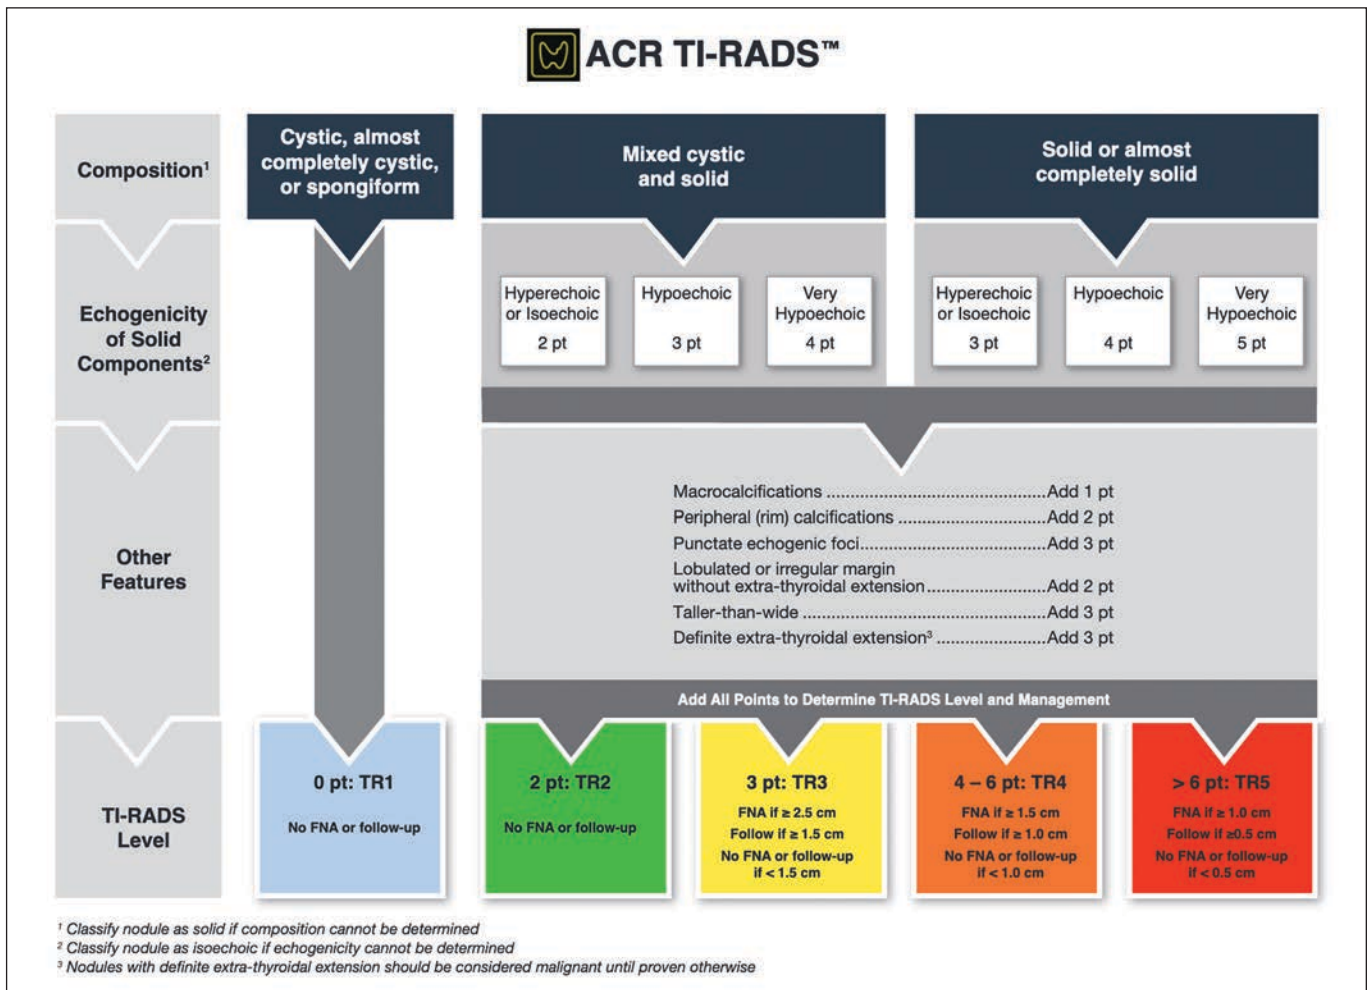 ACR TI-RADS™
Composition¹
Cystic, almost
completely cystic,
or spongiform
Mixed cystic
and solid
Solid or almost
completely solid
Echogenicity
of Solid
Components²
Hyperechoic
or Isoechoic
2 pt
Hypoechoic
3 pt
Very
Hypoechoic
4 pt
Hyperechoic
or Isoechoic
3 pt
Hypoechoic
4 pt
Very
Hypoechoic
5 pt
Other
Features
Macrocalcifications ............................................Add 1 pt
Peripheral (rim) calcifications ..............................Add 2 pt
Punctate echogenic foci......................................Add 3 pt
Lobulated or irregular margin
without extra-thyroidal extension........................Add 2 pt
Taller-than-wide .................................................Add 3 pt
Definite extra-thyroidal extension³ ......................Add 3 pt
Add All Points to Determine TI-RADS Level and Management
TI-RADS
Level
0 pt: TR1
No FNA or follow-up
2 pt: TR2
No FNA or follow-up
3 pt: TR3
FNA if ≥ 2.5 cm
Follow if ≥ 1.5 cm
No FNA or follow-up
if < 1.5 cm
4 – 6 pt: TR4
FNA if ≥ 1.5 cm
Follow if ≥ 1.0 cm
No FNA or follow-up
if < 1.0 cm
> 6 pt: TR5
FNA if ≥ 1.0 cm
Follow if ≥0.5 cm
No FNA or follow-up
if < 0.5 cm
¹ Classify nodule as solid if composition cannot be determined
² Classify nodule as isoechoic if echogenicity cannot be determined
³ Nodules with definite extra-thyroidal extension should be considered malignant until proven otherwise